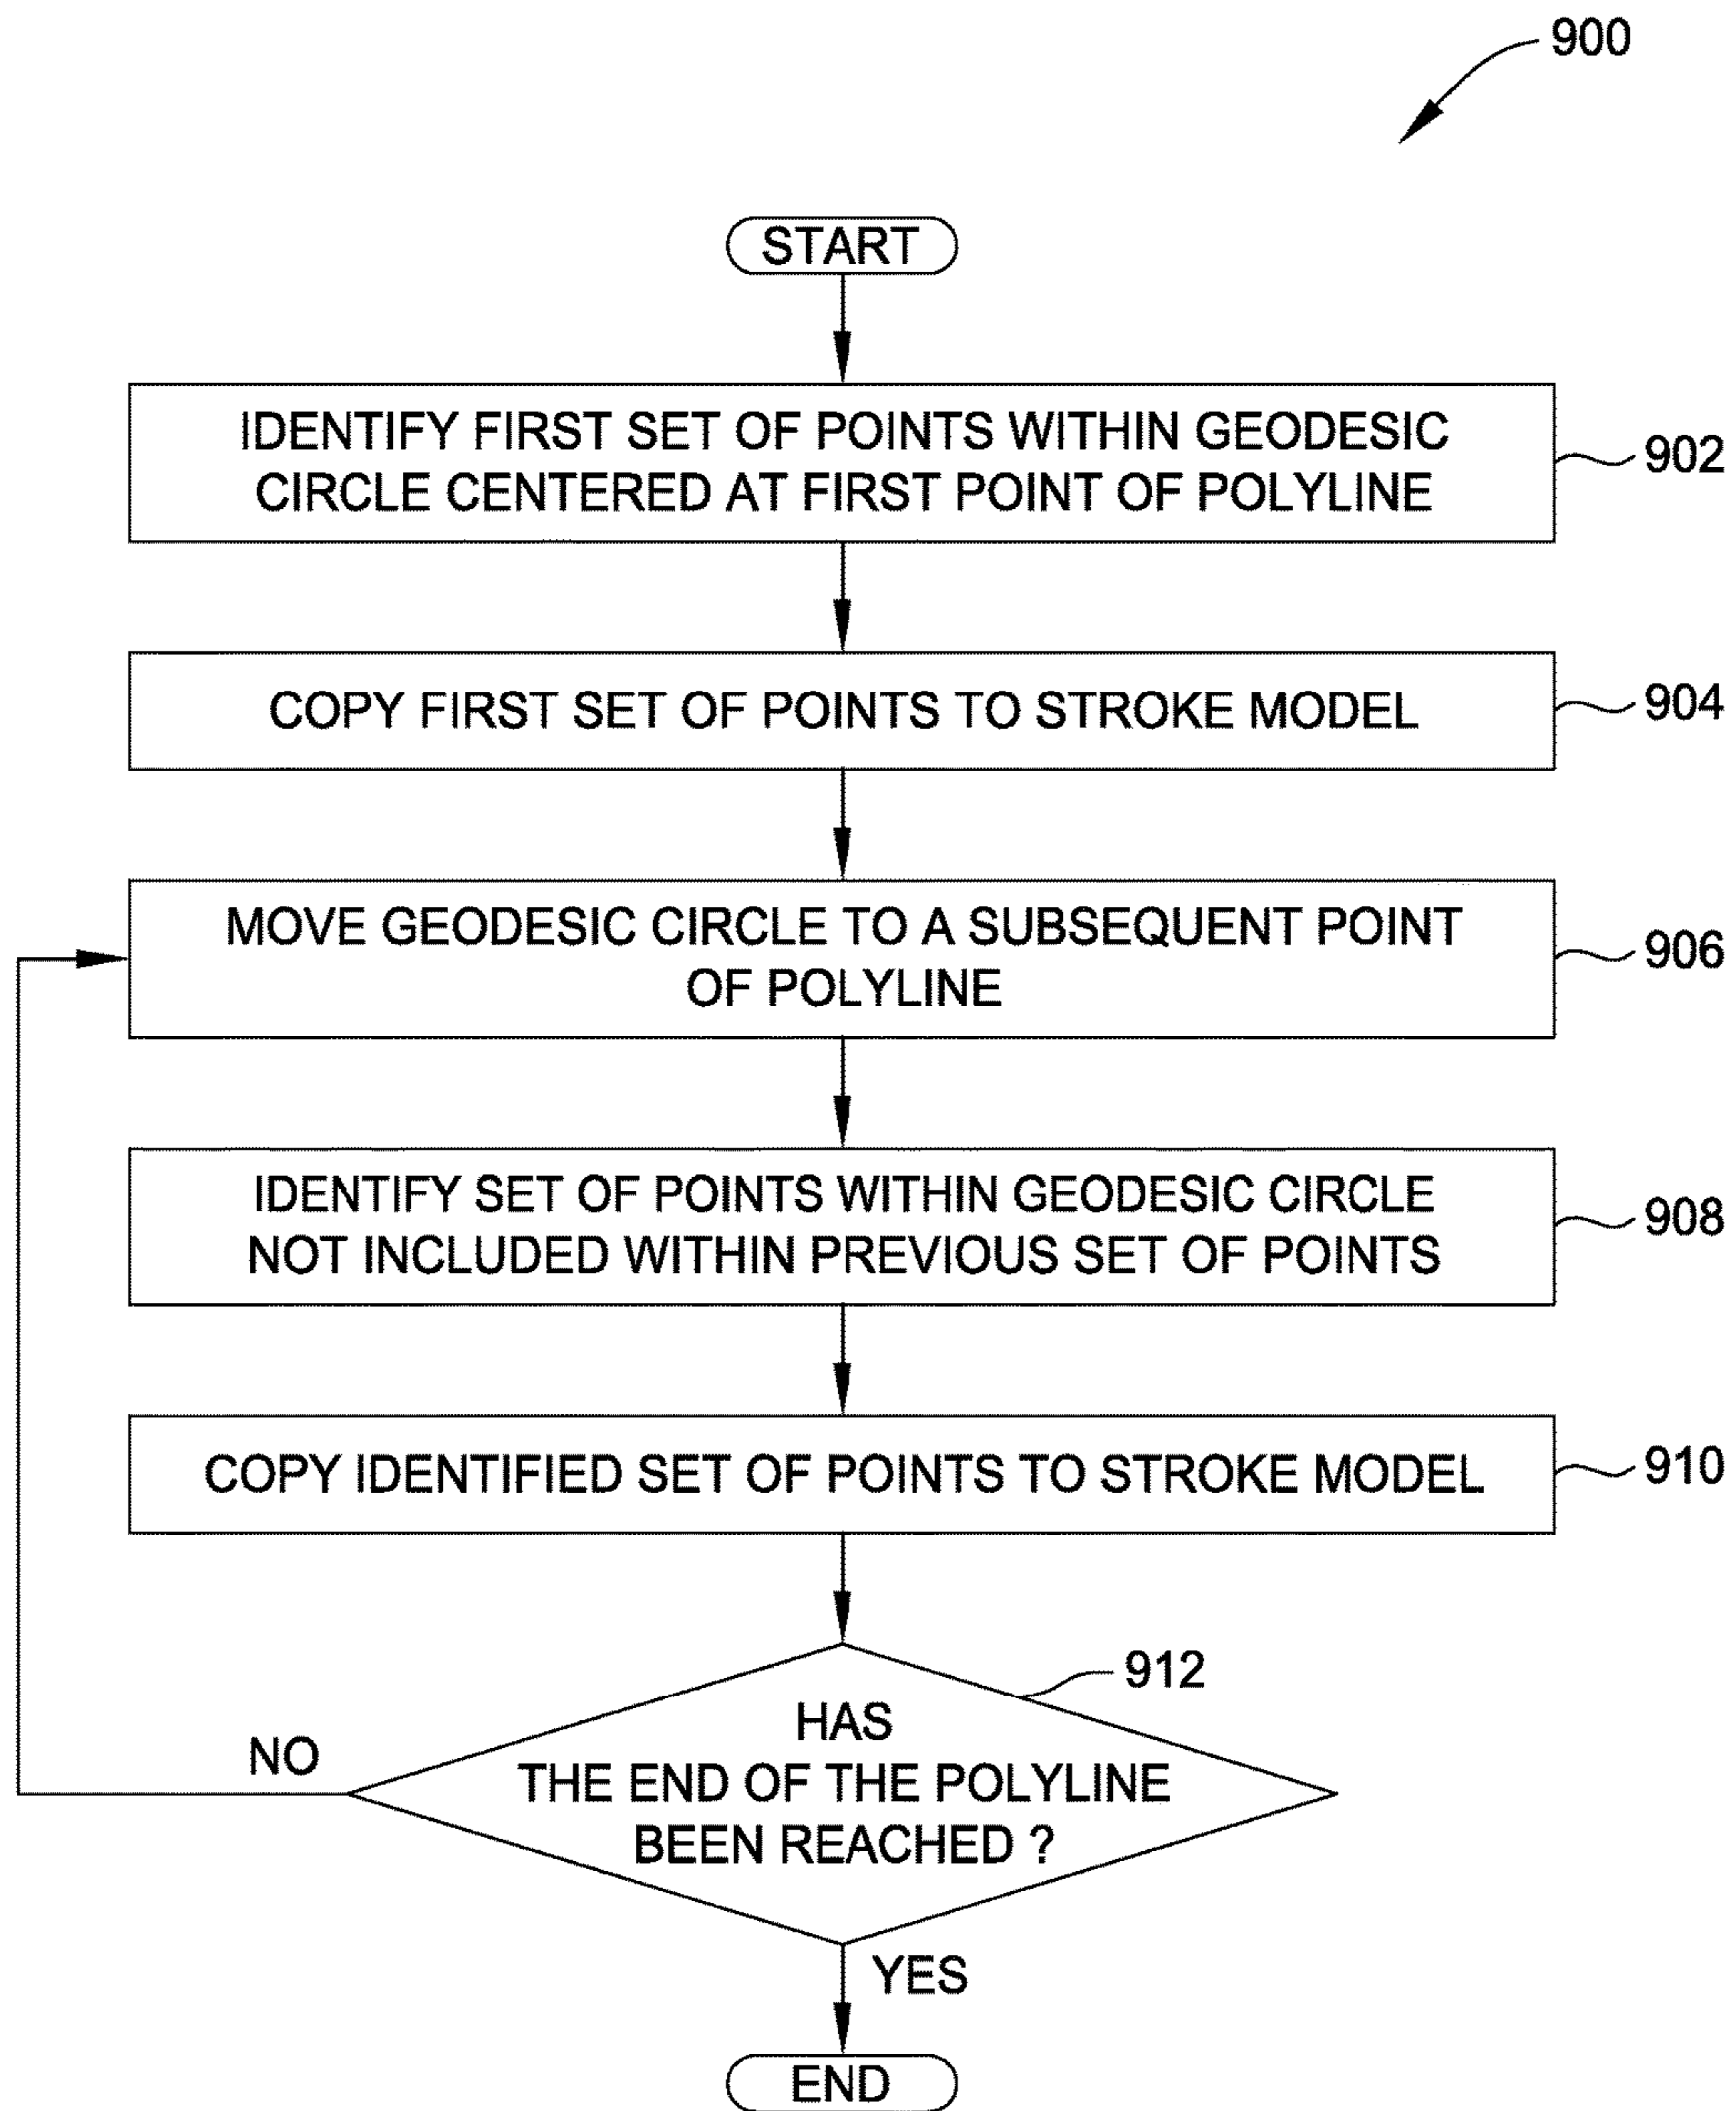 900
START
IDENTIFY FIRST SET OF POINTS WITHIN GEODESIC
CIRCLE CENTERED AT FIRST POINT OF POLYLINE
902
COPY FIRST SET OF POINTS TO STROKE MODEL
904
MOVE GEODESIC CIRCLE TO A SUBSEQUENT POINT
OF POLYLINE
906
IDENTIFY SET OF POINTS WITHIN GEODESIC CIRCLE
NOT INCLUDED WITHIN PREVIOUS SET OF POINTS
908
COPY IDENTIFIED SET OF POINTS TO STROKE MODEL
910
912
HAS
THE END OF THE POLYLINE
BEEN REACHED ?
NO
YES
END